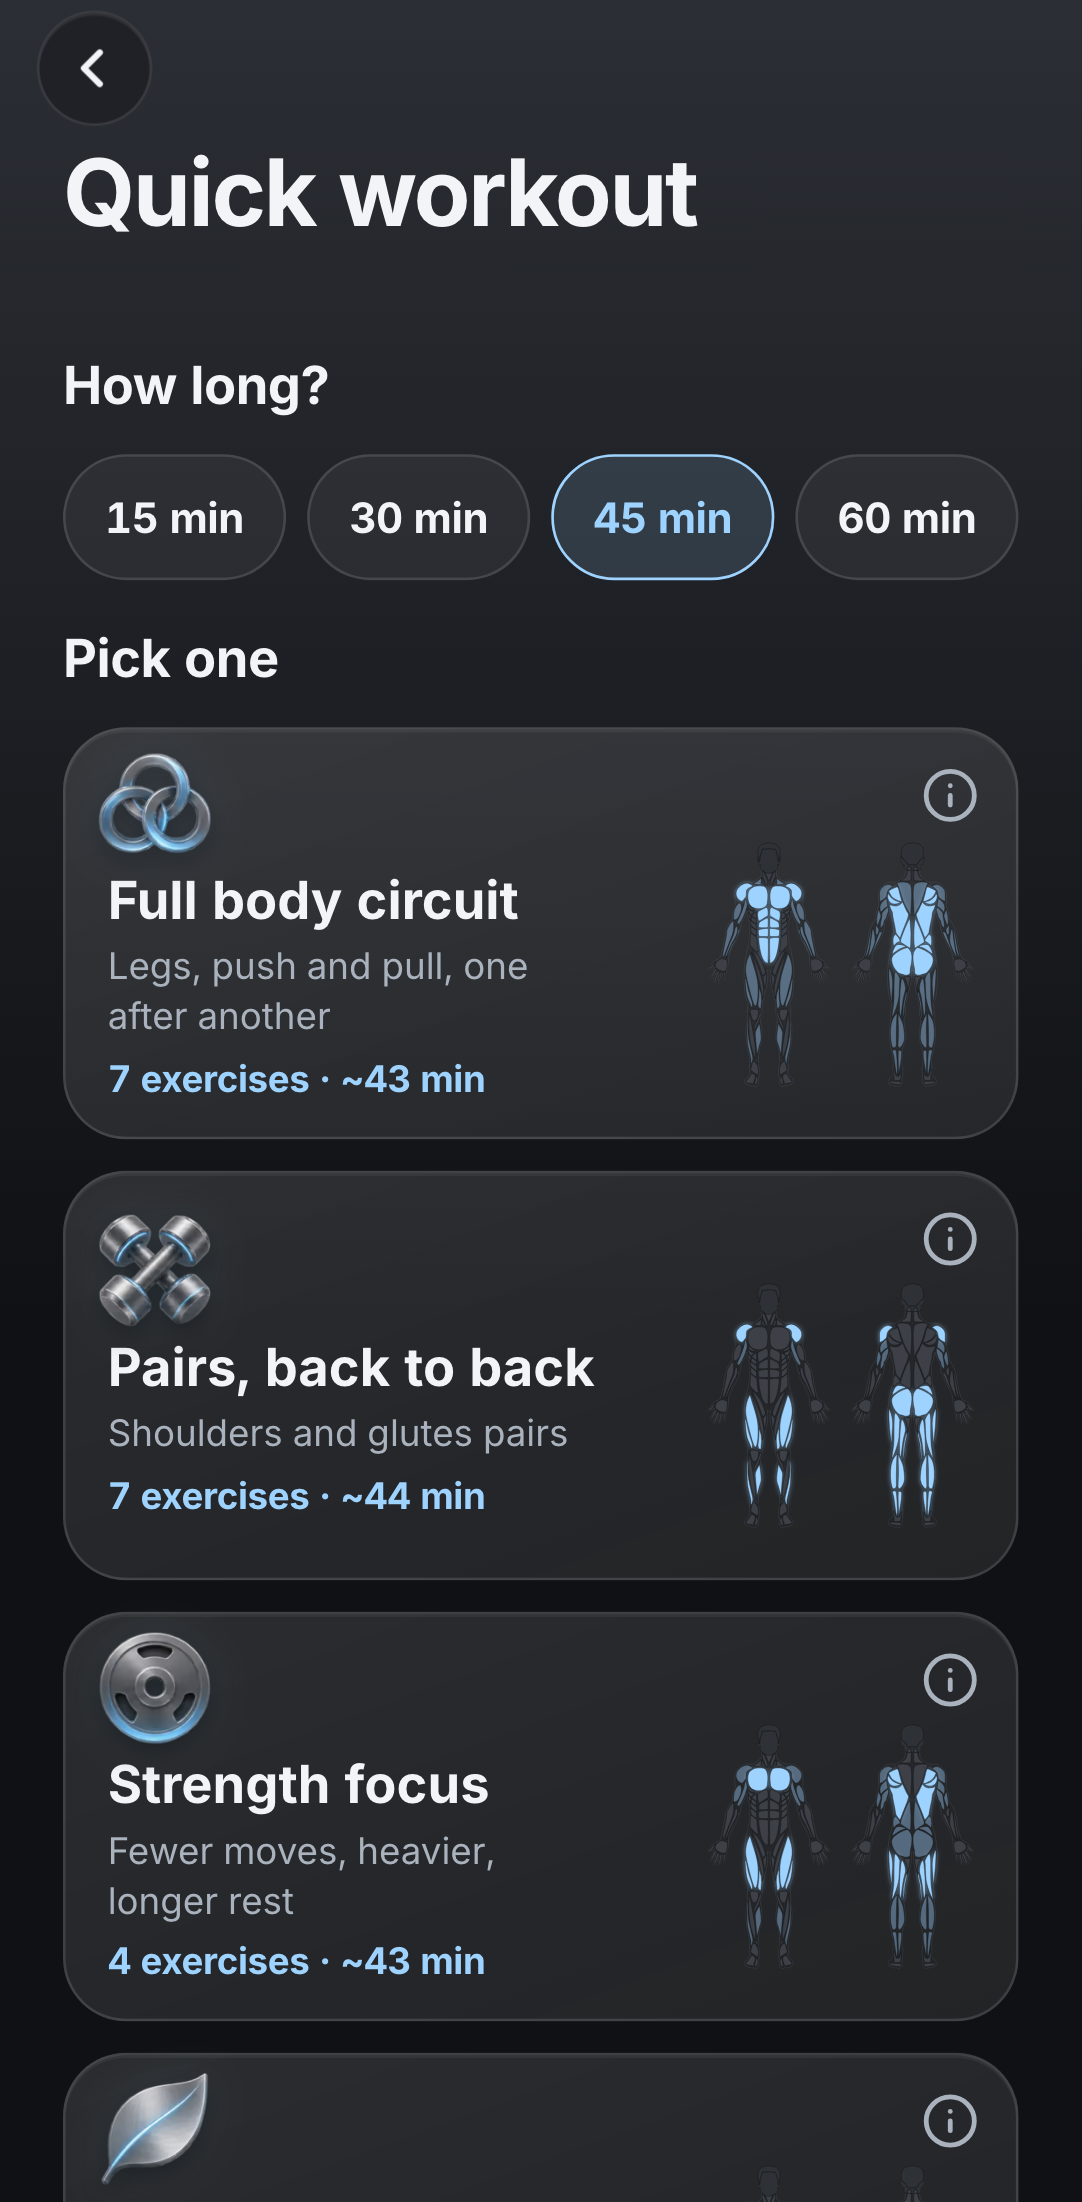 Quick workout
How long?
15 min 30 min 45 min 60 min
Pick one
Full body circuit
Legs, push and pull, one
after another
7 exercises · ~43 min
Pairs, back to back
Shoulders and glutes pairs
7 exercises · ~44 min
Strength focus
Fewer moves, heavier,
longer rest
4 exercises · ~43 min